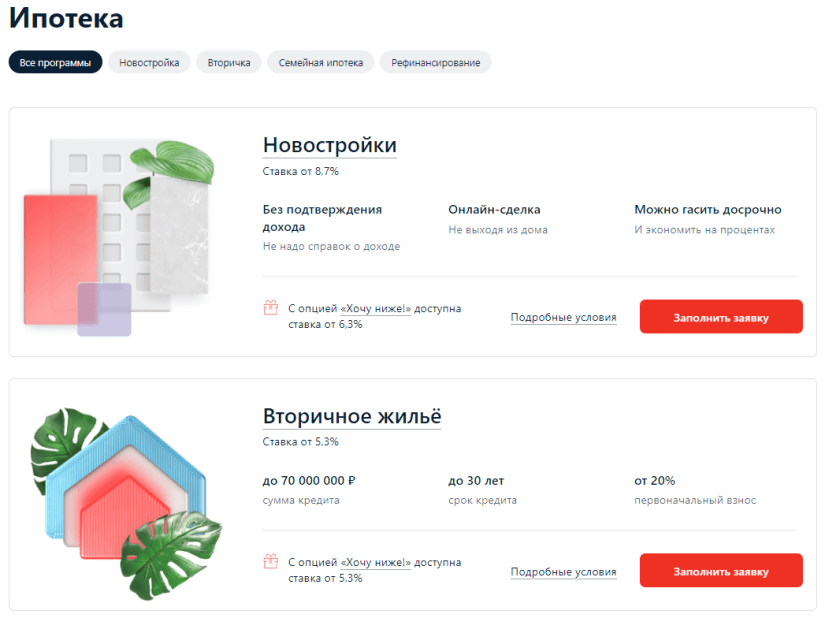 Ипотека
Все программы
Новостройка
Вторичка
Семейная ипотека
Рефинансирование
Новостройки
Ставка от 8,7%
Без подтверждения
дохода
Не надо справок о доходе
Онлайн-сделка
Не выходя из дома
Можно гасить досрочно
И экономить на процентах
С опцией «Хочу ниже!» доступна
ставка от 6,3%
Подробные условия
Заполнить заявку
Вторичное жильё
Ставка от 5,3%
до 70 000 000 ₽
сумма кредита
до 30 лет
срок кредита
от 20%
первоначальный взнос
С опцией «Хочу ниже!» доступна
ставка от 5,3%
Подробные условия
Заполнить заявку